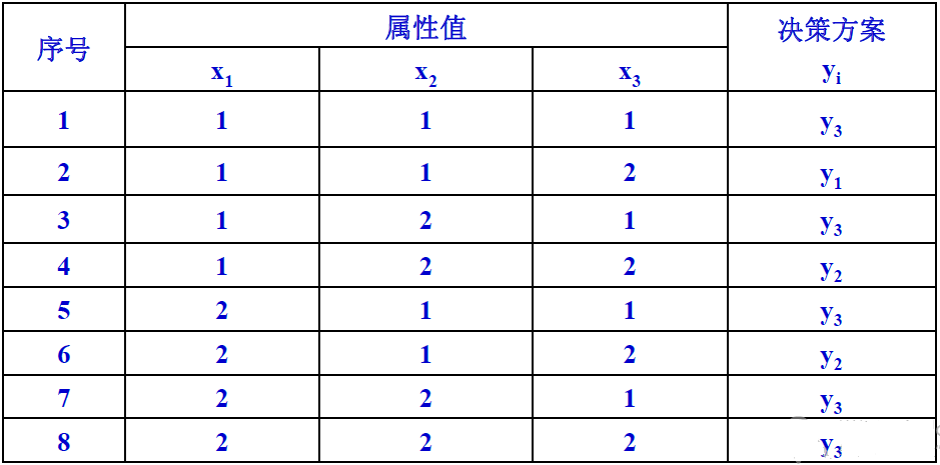 序号 属性值 决策方案
x₁ x₂ x₃ yᵢ
1 1 1 1 y₃
2 1 1 2 y₁
3 1 2 1 y₃
4 1 2 2 y₂
5 2 1 1 y₃
6 2 1 2 y₂
7 2 2 1 y₃
8 2 2 2 y₃